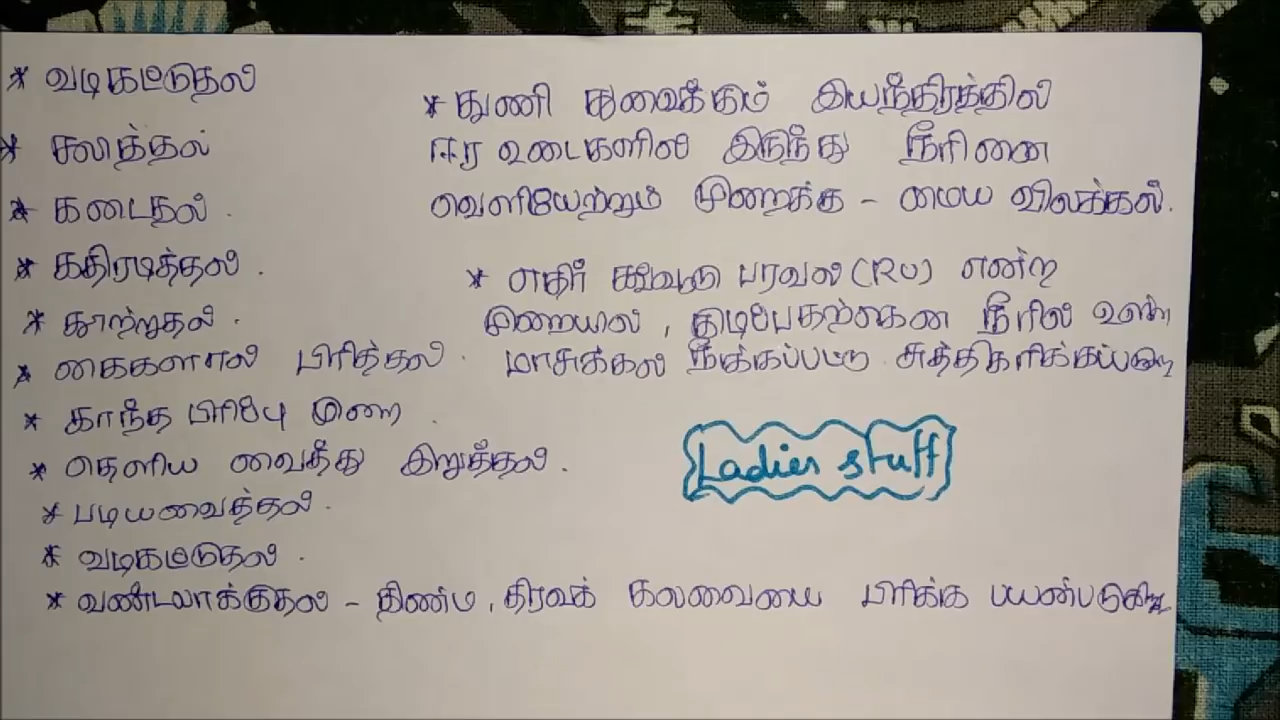 * வடிகட்டுதல்
* சலித்தல்
* கடைதல்.
* கதிரடித்தல்.
* காற்றுதல்.
* கைகளால் பிரித்தல்.
* காந்த பிரிப்பு முறை.
* தெளிய வைத்து இறுத்தல்.
* படியவைத்தல்.
* வடிகட்டுதல்.
* வண்டலாக்குதல் - திண்ம, திரவக் கலவையை பிரிக்க பயன்படுகிறது
* துணி துவைக்கும் இயந்திரத்தில்
ஈர உடைகளில் இருந்து நீரினை
வெளியேற்றும் முறைக்கு - மைய விலக்கல்.
* எதிர் சவ்வூடு பரவல் (RO) என்ற
முறையில், குடிப்பதற்கென நீரில் உள்ள
மாசுக்கல் நீக்கப்பட்டு சுத்திகரிக்கப்படுகிறது
Ladies stuff